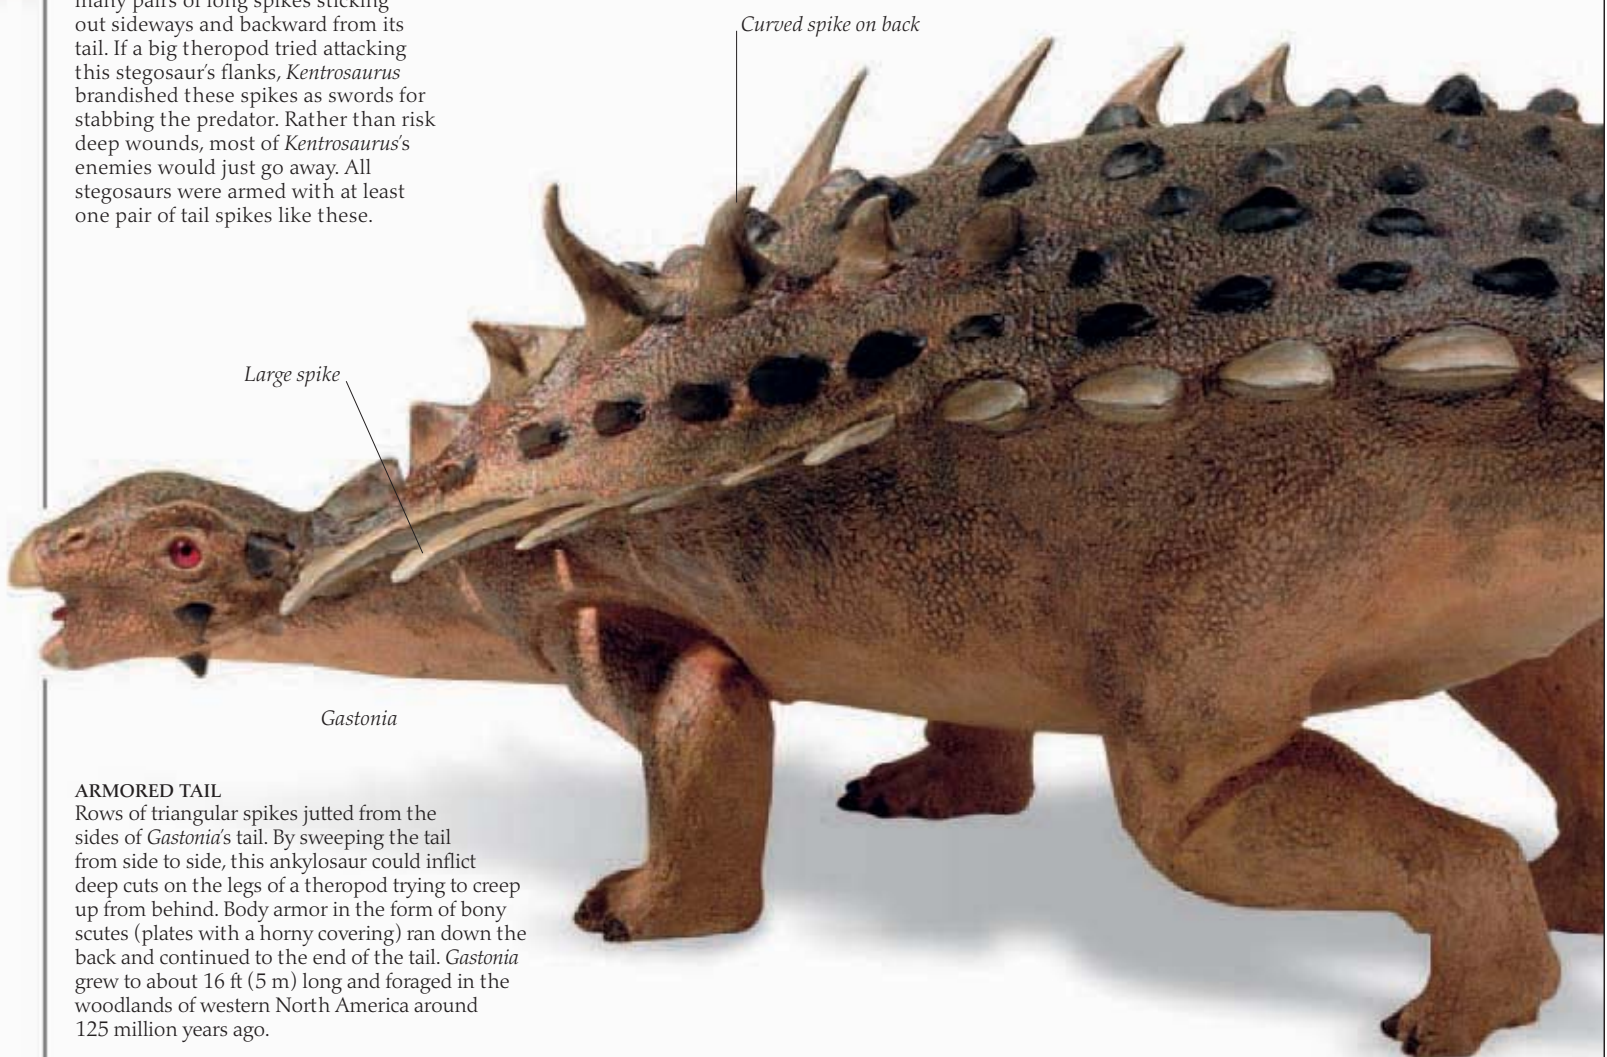 many pairs of long spikes sticking
out sideways and backward from its
tail. If a big theropod tried attacking
this stegosaur's flanks, Kentrosaurus
brandished these spikes as swords for
stabbing the predator. Rather than risk
deep wounds, most of Kentrosaurus's
enemies would just go away. All
stegosaurs were armed with at least
one pair of tail spikes like these.
Curved spike on back
Large spike
Gastonia
ARMORED TAIL
Rows of triangular spikes jutted from the
sides of Gastonia's tail. By sweeping the tail
from side to side, this ankylosaur could inflict
deep cuts on the legs of a theropod trying to creep
up from behind. Body armor in the form of bony
scutes (plates with a horny covering) ran down the
back and continued to the end of the tail. Gastonia
grew to about 16 ft (5 m) long and foraged in the
woodlands of western North America around
125 million years ago.